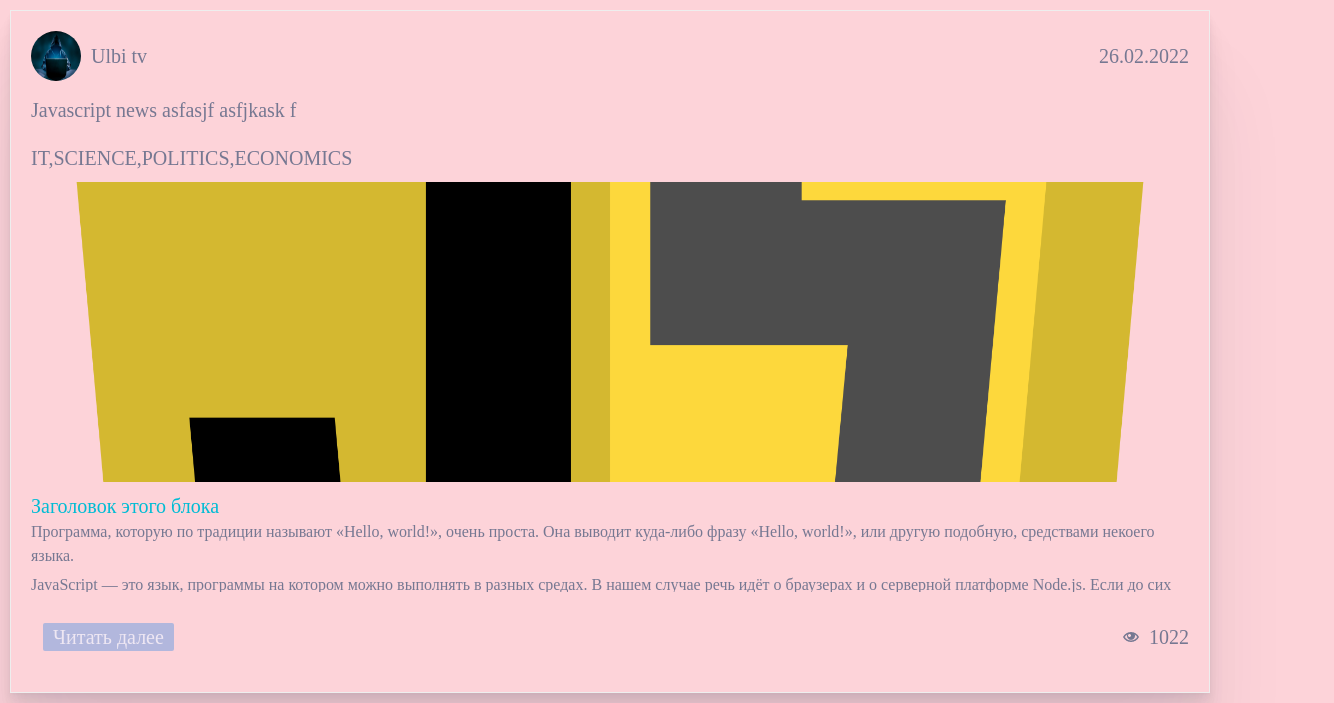 Ulbi tv
26.02.2022
Javascript news asfasjf asfjkask f
IT,SCIENCE,POLITICS,ECONOMICS
Заголовок этого блока
Программа, которую по традиции называют «Hello, world!», очень проста. Она выводит куда-либо фразу «Hello, world!», или другую подобную, средствами некоего
языка.
JavaScript — это язык, программы на котором можно выполнять в разных средах. В нашем случае речь идёт о браузерах и о серверной платформе Node.js. Если до сих
Читать далее
1022